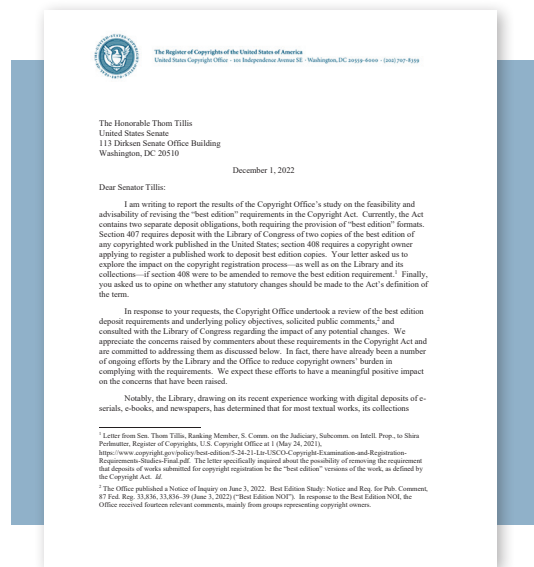 The Register of Copyrights of the United States of America
United States Copyright Office · 101 Independence Avenue SE · Washington, DC 20559-6000 · (202) 707-8350
The Honorable Thom Tillis
United States Senate
113 Dirksen Senate Office Building
Washington, DC 20510
December 1, 2022
Dear Senator Tillis:
I am writing to report the results of the Copyright Office's study on the feasibility and
advisability of revising the "best edition" requirements in the Copyright Act. Currently, the Act
contains two separate deposit obligations, both requiring the provision of "best edition" formats.
Section 407 requires deposit with the Library of Congress of two copies of the best edition of
any copyrighted work published in the United States; section 408 requires a copyright owner
applying to register a published work to deposit best edition copies. Your letter asked us to
explore the impact on the copyright registration process—as well as on the Library and its
collections—if section 408 were to be amended to remove the best edition requirement.1 Finally,
you asked us to opine on whether any statutory changes should be made to the Act's definition of
the term.
In response to your requests, the Copyright Office undertook a review of the best edition
deposit requirements and underlying policy objectives, solicited public comments,2 and
consulted with the Library of Congress regarding the impact of any potential changes. We
appreciate the concerns raised by commenters about these requirements in the Copyright Act and
are committed to addressing them as discussed below. In fact, there have already been a number
of ongoing efforts by the Library and the Office to reduce copyright owners' burden in
complying with the requirements. We expect these efforts to have a meaningful positive impact
on the concerns that have been raised.
Notably, the Library, drawing on its recent experience working with digital deposits of e-
serials, e-books, and newspapers, has determined that for most textual works, its collections
1 Letter from Sen. Thom Tillis, Ranking Member, S. Comm. on the Judiciary, Subcomm. on Intell. Prop., to Shira
Perlmutter, Register of Copyrights, U.S. Copyright Office at 1 (May 24, 2021),
https://www.copyright.gov/policy/best-edition/5-24-21-Ltr-USCO-Copyright-Examination-and-Registration-
Requirements-Studies-Final.pdf. The letter specifically inquired about the possibility of removing the requirement
that deposits of works submitted for copyright registration be the "best edition" versions of the work, as defined by
the Copyright Act. Id.
2 The Office published a Notice of Inquiry on June 3, 2022. Best Edition Study: Notice and Req. for Pub. Comment,
87 Fed. Reg. 33,836, 33,836–39 (June 3, 2022) ("Best Edition NOI"). In response to the Best Edition NOI, the
Office received fourteen relevant comments, mainly from groups representing copyright owners.